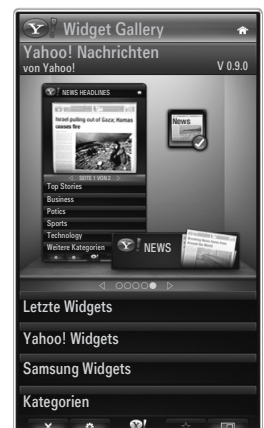 Y! Widget Gallery
Yahoo! Nachrichten
von Yahoo! V 0.9.0
Y! NEWS HEADLINES
Israel pulling out of Gaza; Hamas
causes fire
SEITE 1 VON 2
Top Stories
Business
Potics
Sports
Technology
Weitere Kategorien
News
Y! NEWS
Letzte Widgets
Yahoo! Widgets
Samsung Widgets
Kategorien
Y!